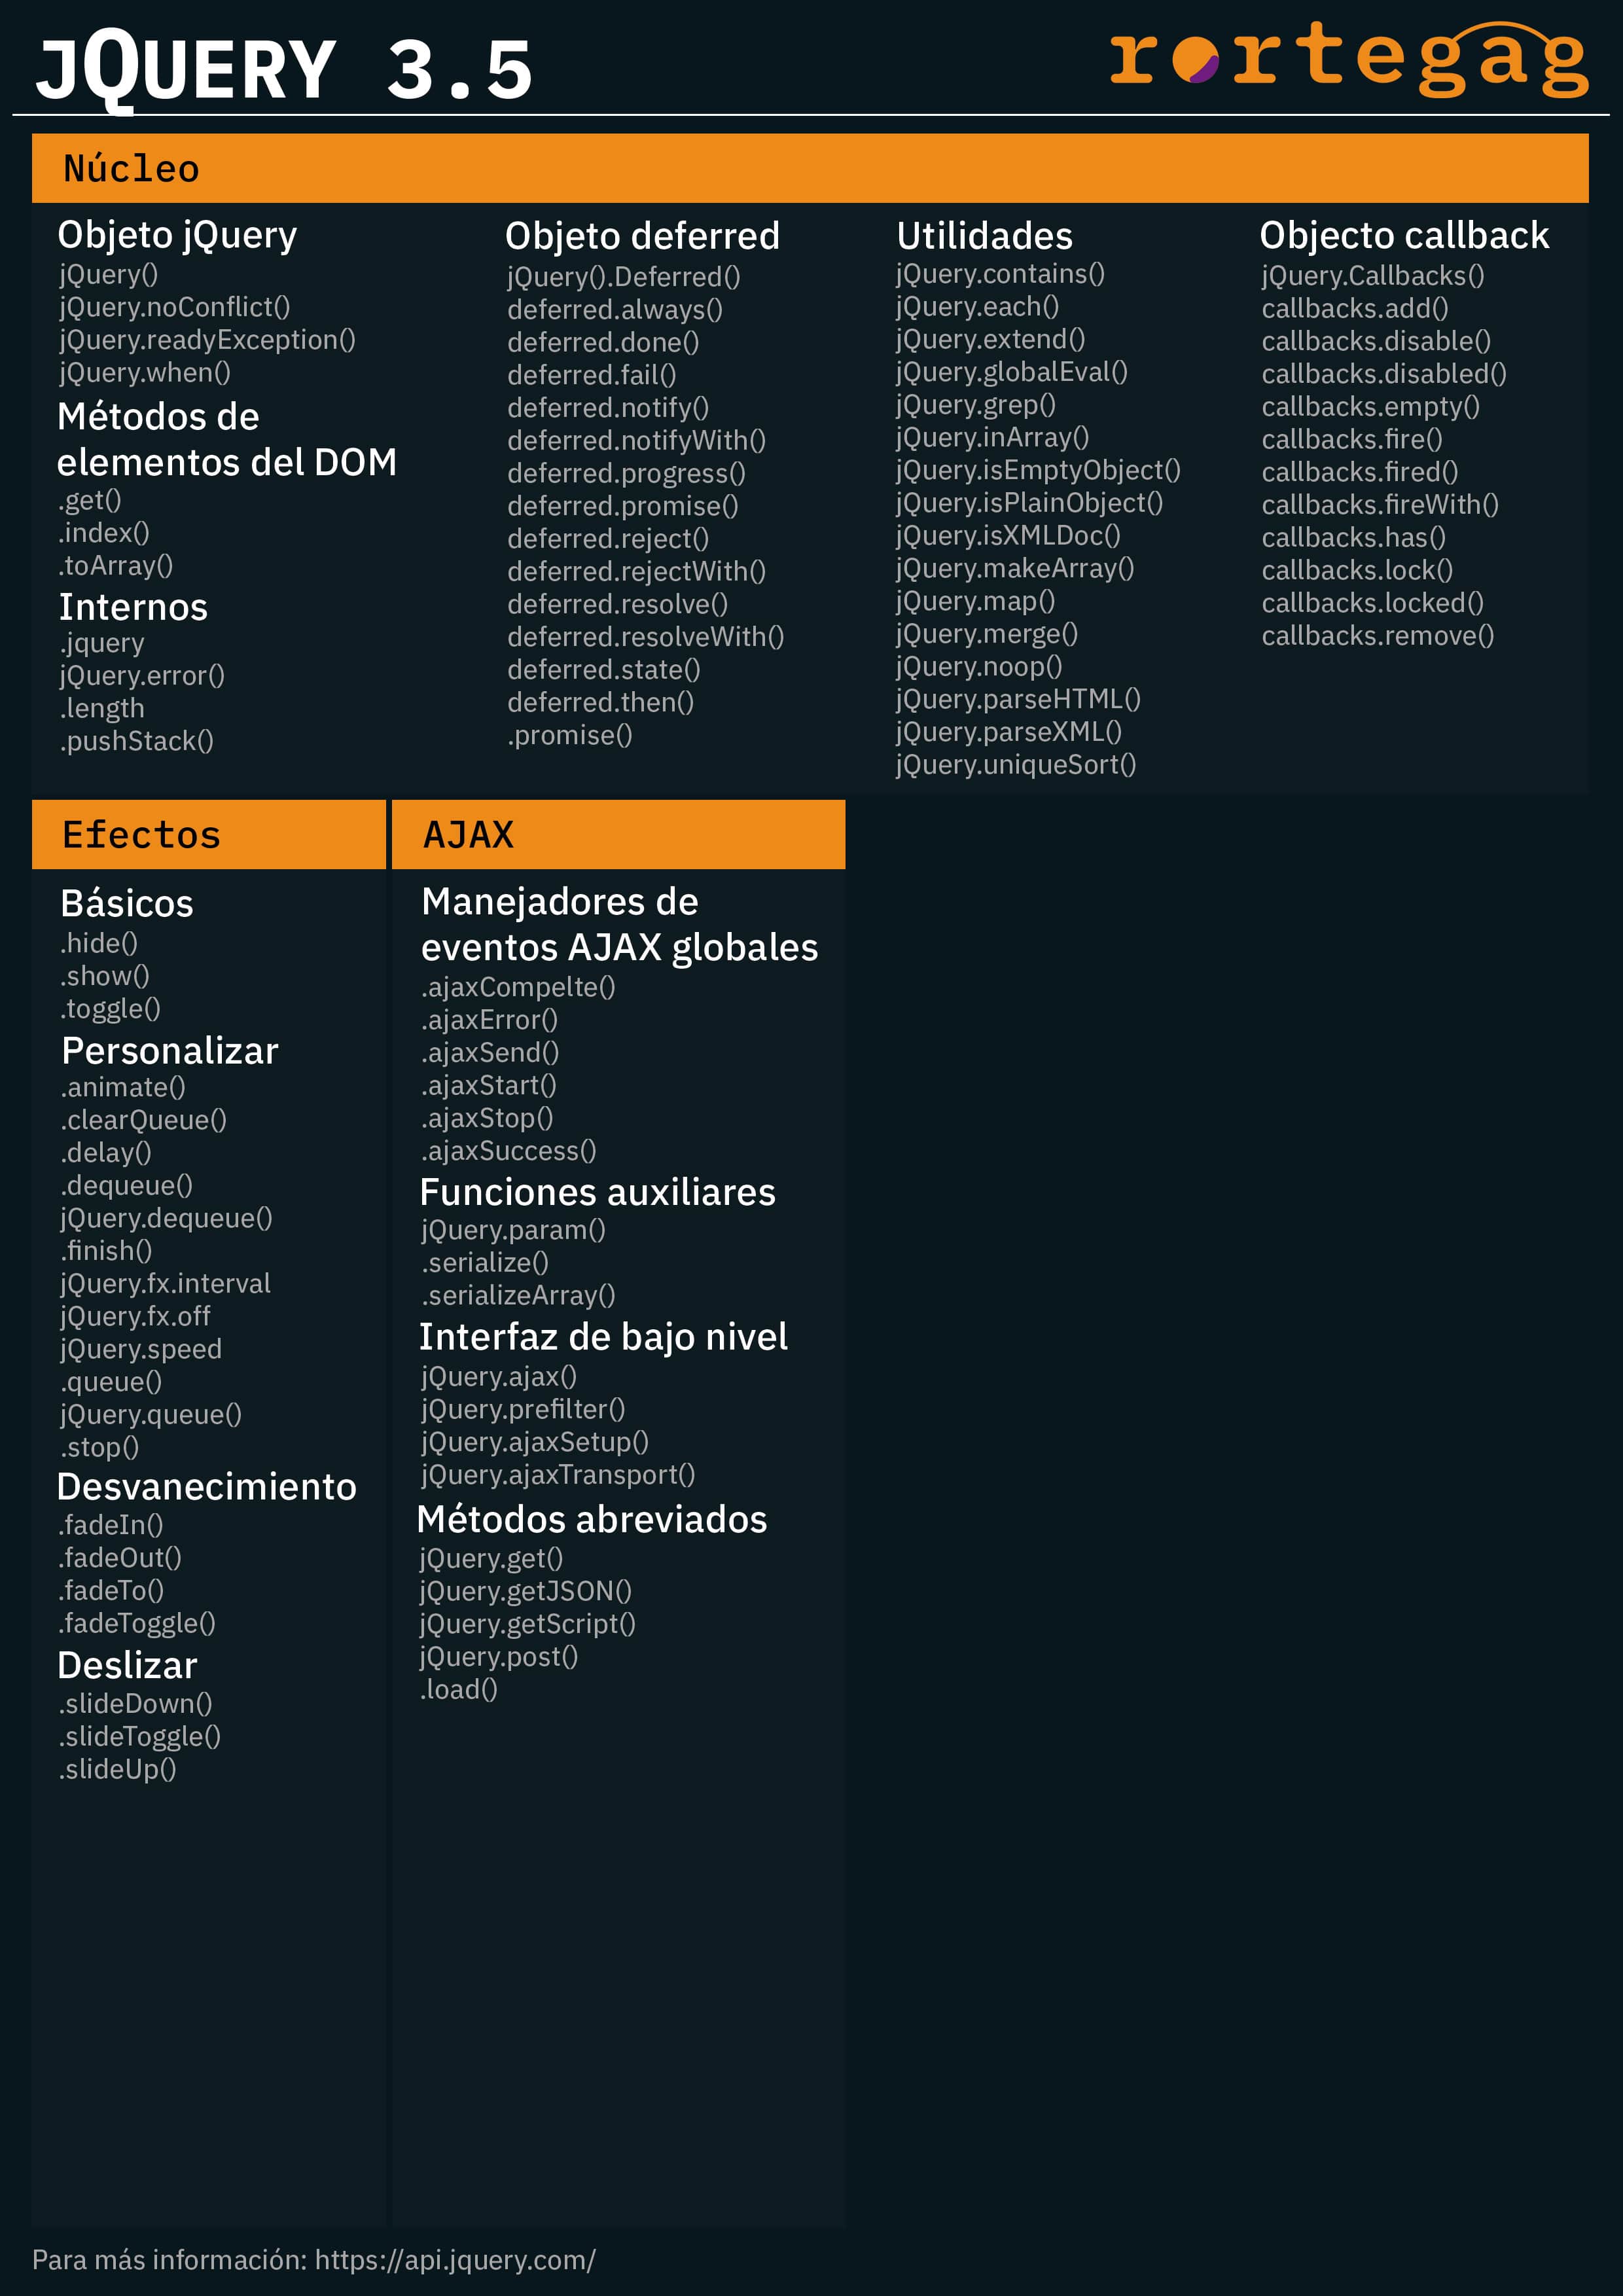 JQUERY 3.5
rortegag
Núcleo
Objeto jQuery
jQuery()
jQuery.noConflict()
jQuery.readyException()
jQuery.when()
Métodos de
elementos del DOM
.get()
.index()
.toArray()
Internos
.jquery
jQuery.error()
.length
.pushStack()
Objeto deferred
jQuery().Deferred()
deferred.always()
deferred.done()
deferred.fail()
deferred.notify()
deferred.notifyWith()
deferred.progress()
deferred.promise()
deferred.reject()
deferred.rejectWith()
deferred.resolve()
deferred.resolveWith()
deferred.state()
deferred.then()
.promise()
Utilidades
jQuery.contains()
jQuery.each()
jQuery.extend()
jQuery.globalEval()
jQuery.grep()
jQuery.inArray()
jQuery.isEmptyObject()
jQuery.isPlainObject()
jQuery.isXMLDoc()
jQuery.makeArray()
jQuery.map()
jQuery.merge()
jQuery.noop()
jQuery.parseHTML()
jQuery.parseXML()
jQuery.uniqueSort()
Objecto callback
jQuery.Callbacks()
callbacks.add()
callbacks.disable()
callbacks.disabled()
callbacks.empty()
callbacks.fire()
callbacks.fired()
callbacks.fireWith()
callbacks.has()
callbacks.lock()
callbacks.locked()
callbacks.remove()
Efectos
Básicos
.hide()
.show()
.toggle()
Personalizar
.animate()
.clearQueue()
.delay()
.dequeue()
jQuery.dequeue()
.finish()
jQuery.fx.interval
jQuery.fx.off
jQuery.speed
.queue()
jQuery.queue()
.stop()
Desvanecimiento
.fadeIn()
.fadeOut()
.fadeTo()
.fadeToggle()
Deslizar
.slideDown()
.slideToggle()
.slideUp()
AJAX
Manejadores de
eventos AJAX globales
.ajaxCompelte()
.ajaxError()
.ajaxSend()
.ajaxStart()
.ajaxStop()
.ajaxSuccess()
Funciones auxiliares
jQuery.param()
.serialize()
.serializeArray()
Interfaz de bajo nivel
jQuery.ajax()
jQuery.prefilter()
jQuery.ajaxSetup()
jQuery.ajaxTransport()
Métodos abreviados
jQuery.get()
jQuery.getJSON()
jQuery.getScript()
jQuery.post()
.load()
Para más información: https://api.jquery.com/